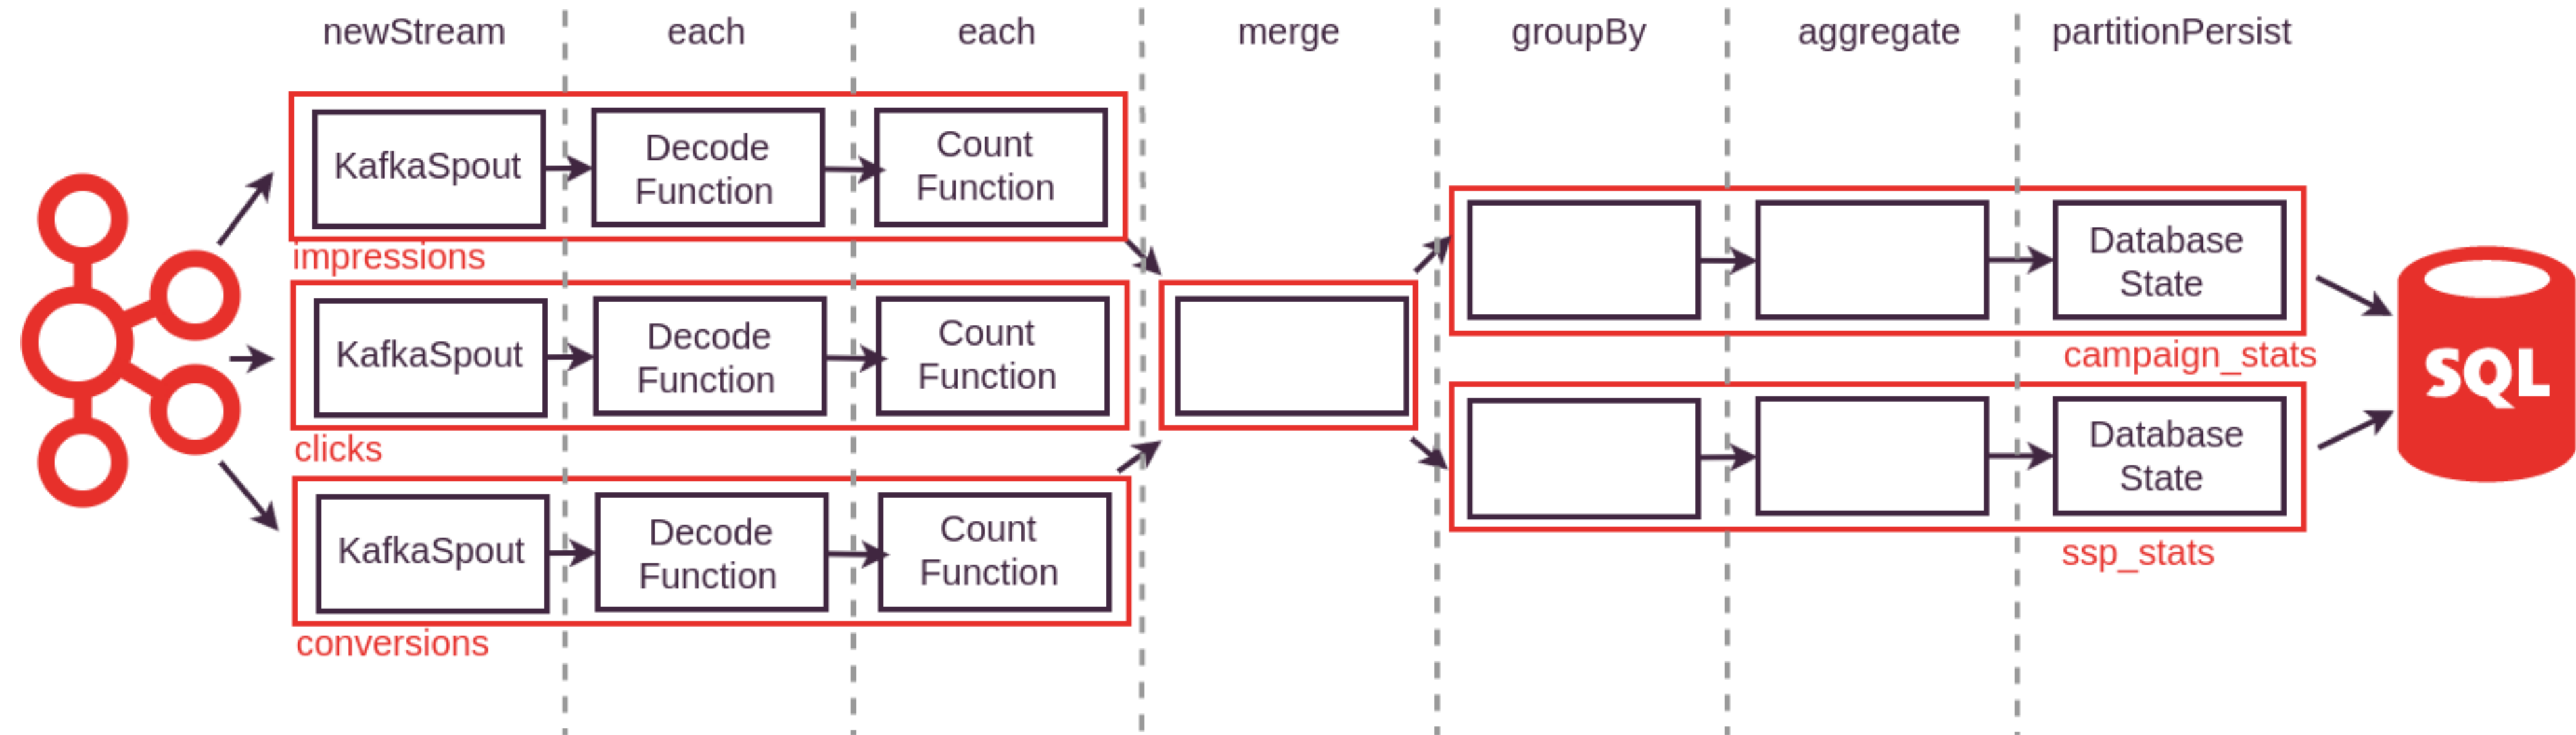 newStream
each
each
merge
groupBy
aggregate
partitionPersist
KafkaSpout
Decode
Function
Count
Function
impressions
KafkaSpout
Decode
Function
Count
Function
clicks
KafkaSpout
Decode
Function
Count
Function
conversions
Database
State
campaign_stats
Database
State
ssp_stats
SQL